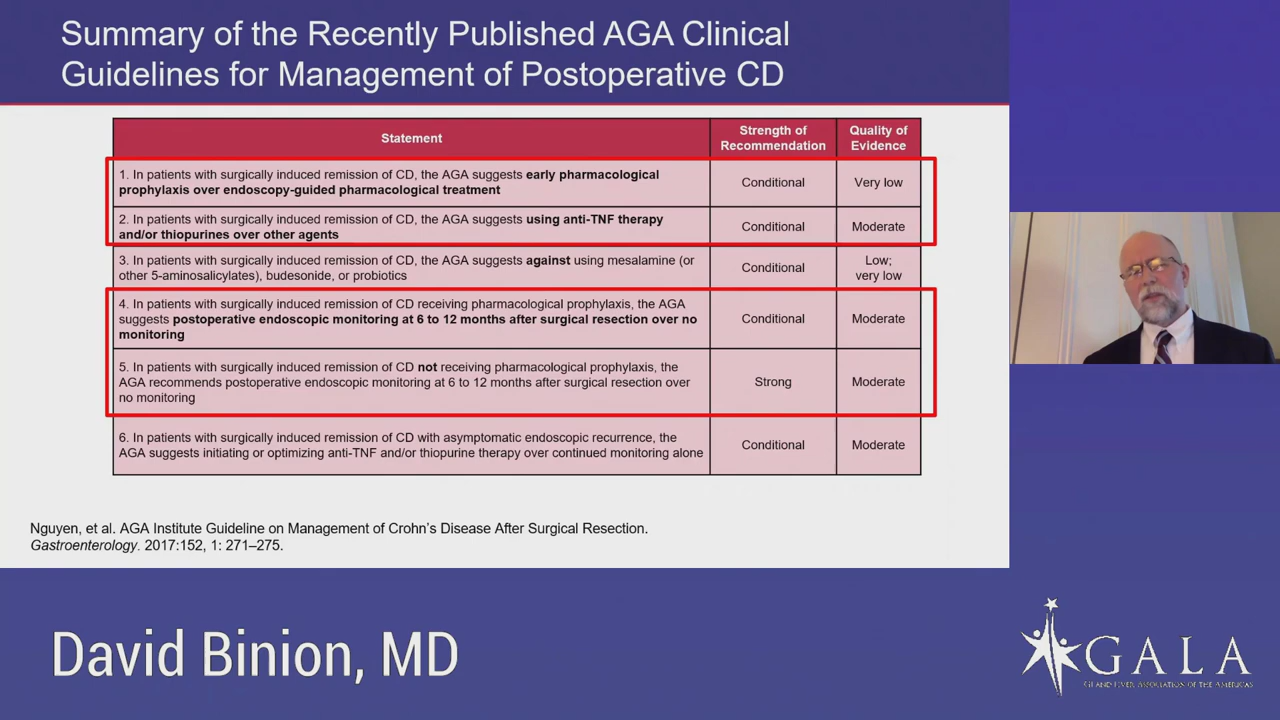 Summary of the Recently Published AGA Clinical
Guidelines for Management of Postoperative CD
Statement
Strength of
Recommendation
Quality of
Evidence
1. In patients with surgically induced remission of CD, the AGA suggests early pharmacological
prophylaxis over endoscopy-guided pharmacological treatment
Conditional
Very low
2. In patients with surgically induced remission of CD, the AGA suggests using anti-TNF therapy
and/or thiopurines over other agents
Conditional
Moderate
3. In patients with surgically induced remission of CD, the AGA suggests against using mesalamine (or
other 5-aminosalicylates), budesonide, or probiotics
Conditional
Low;
very low
4. In patients with surgically induced remission of CD receiving pharmacological prophylaxis, the AGA
suggests postoperative endoscopic monitoring at 6 to 12 months after surgical resection over no
monitoring
Conditional
Moderate
5. In patients with surgically induced remission of CD not receiving pharmacological prophylaxis, the
AGA recommends postoperative endoscopic monitoring at 6 to 12 months after surgical resection over
no monitoring
Strong
Moderate
6. In patients with surgically induced remission of CD with asymptomatic endoscopic recurrence, the
AGA suggests initiating or optimizing anti-TNF and/or thiopurine therapy over continued monitoring alone
Conditional
Moderate
Nguyen, et al. AGA Institute Guideline on Management of Crohn's Disease After Surgical Resection.
Gastroenterology. 2017:152, 1: 271–275.
David Binion, MD
GALA
GI AND LIVER ASSOCIATION OF THE AMERICAS